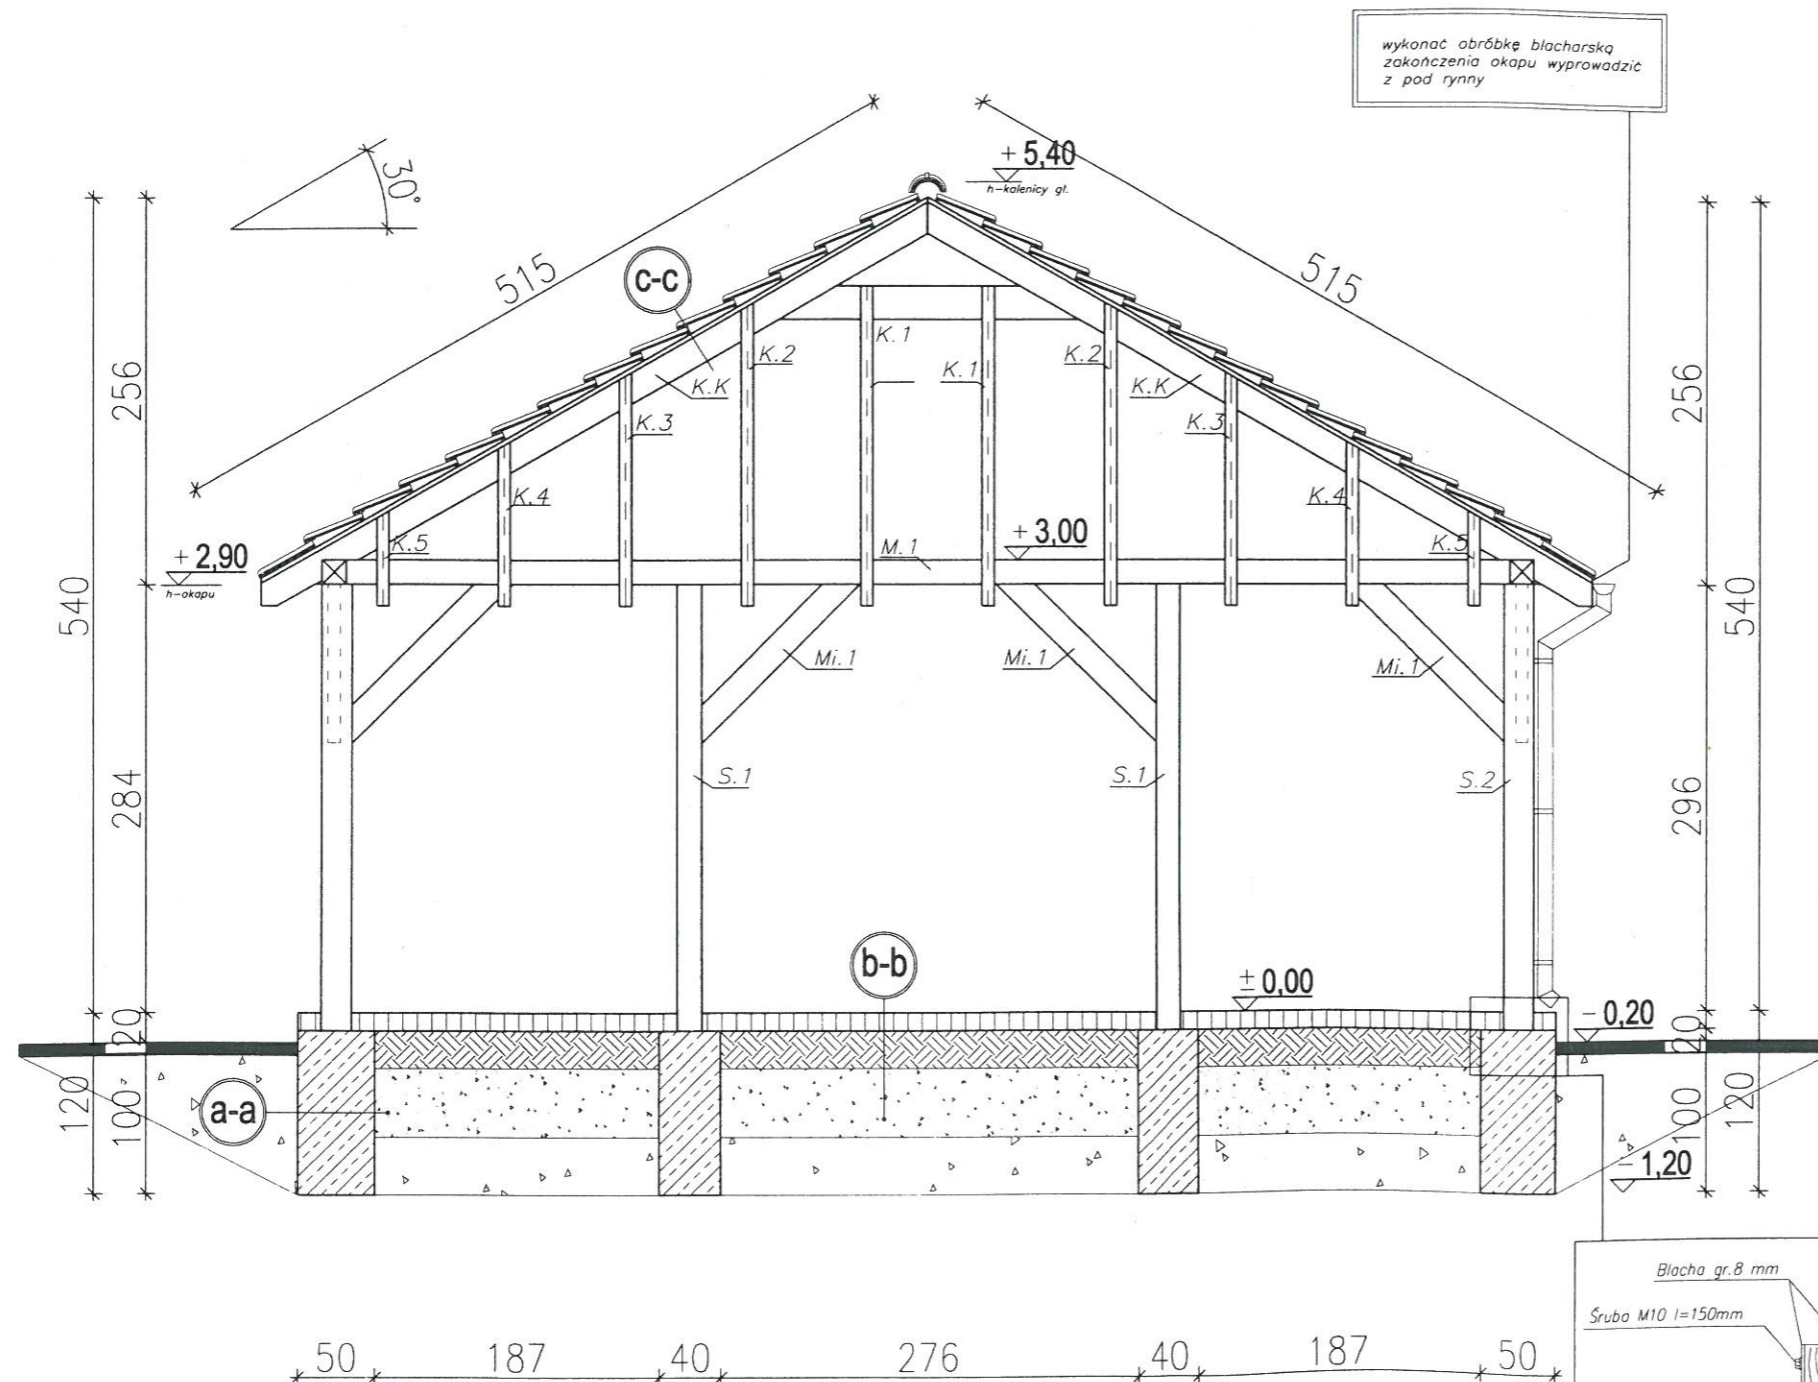 wykonać obróbkę blacharską
zakończenia okapu wyprowadzić
z pod rynny
30°
515
515
+ 5,40
h-kalenicy gł.
c-c
K.1
K.1
K.2
K.2
K.K
K.K
K.3
K.3
K.4
K.4
K.5
K.5
+ 2,90
h-okapu
+ 3,00
M.1
Mi.1
Mi.1
Mi.1
S.1
S.1
S.2
256
540
284
20
120
100
256
540
296
20
100
120
b-b
± 0,00
- 0,20
a-a
- 1,20
Blacha gr.8 mm
Śruba M10 l=150mm
50
187
40
276
40
187
50